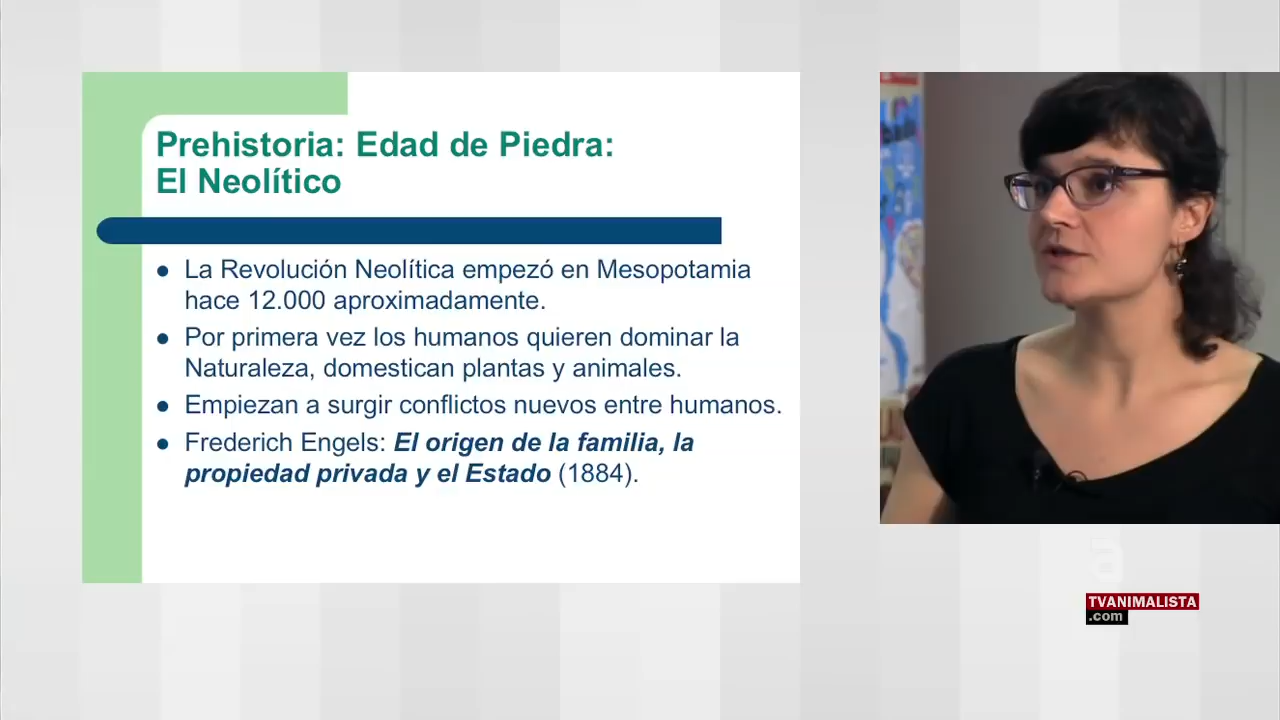 Prehistoria: Edad de Piedra:
El Neolítico
La Revolución Neolítica empezó en Mesopotamia
hace 12.000 aproximadamente.
Por primera vez los humanos quieren dominar la
Naturaleza, domestican plantas y animales.
Empiezan a surgir conflictos nuevos entre humanos.
Frederich Engels: El origen de la familia, la
propiedad privada y el Estado (1884).
a
TVANIMALISTA
.com